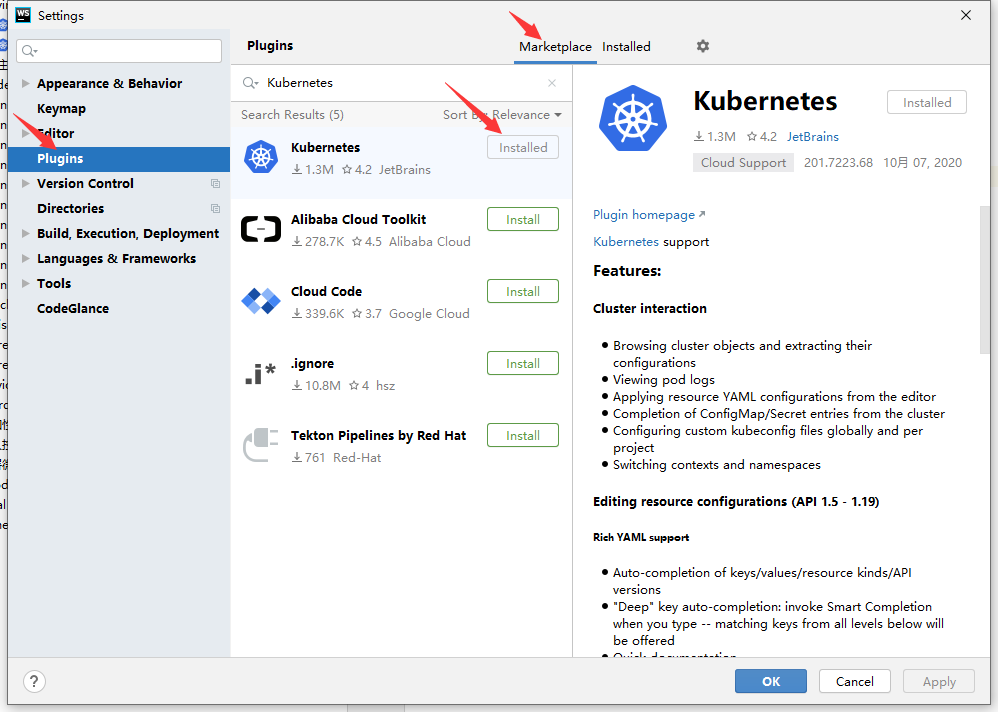 WS Settings
Plugins
Marketplace Installed
Appearance & Behavior
Keymap
Editor
Plugins
Version Control
Directories
Build, Execution, Deployment
Languages & Frameworks
Tools
CodeGlance
Kubernetes
Search Results (5) Sort By: Relevance
Kubernetes Installed
1.3M 4.2 JetBrains
Alibaba Cloud Toolkit Install
278.7K 4.5 Alibaba Cloud
Cloud Code Install
339.6K 3.7 Google Cloud
.i*
.ignore Install
10.8M 4 hsz
Tekton Pipelines by Red Hat Install
761 Red-Hat
Kubernetes Installed
1.3M 4.2 JetBrains
Cloud Support 201.7223.68 10月 07, 2020
Plugin homepage
Kubernetes support
Features:
Cluster interaction
Browsing cluster objects and extracting their
configurations
Viewing pod logs
Applying resource YAML configurations from the editor
Completion of ConfigMap/Secret entries from the cluster
Configuring custom kubeconfig files globally and per
project
Switching contexts and namespaces
Editing resource configurations (API 1.5 - 1.19)
Rich YAML support
Auto-completion of keys/values/resource kinds/API
versions
"Deep" key auto-completion: invoke Smart Completion
when you type -- matching keys from all levels below will
be offered
Quick documentation
? OK Cancel Apply